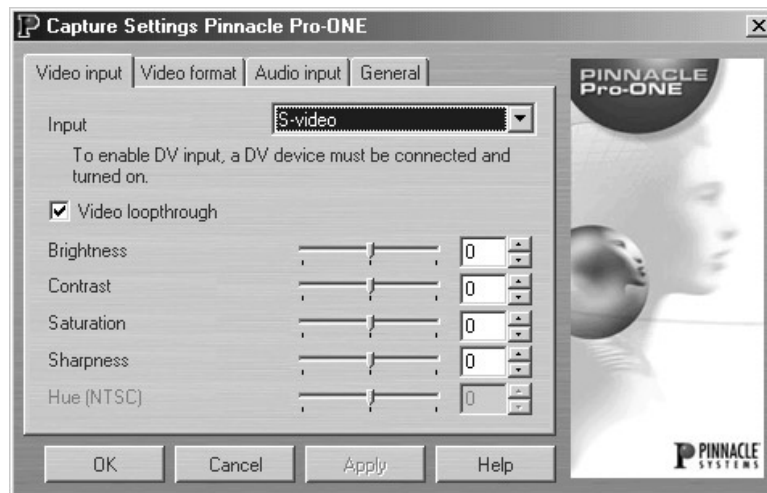 Capture Settings Pinnacle Pro-ONE
Video input
Video format
Audio input
General
Input
S-video
To enable DV input, a DV device must be connected and
turned on.
Video loopthrough
Brightness
0
Contrast
0
Saturation
0
Sharpness
0
Hue (NTSC)
0
OK
Cancel
Apply
Help
PINNACLE
Pro-ONE
PINNACLE
SYSTEMS